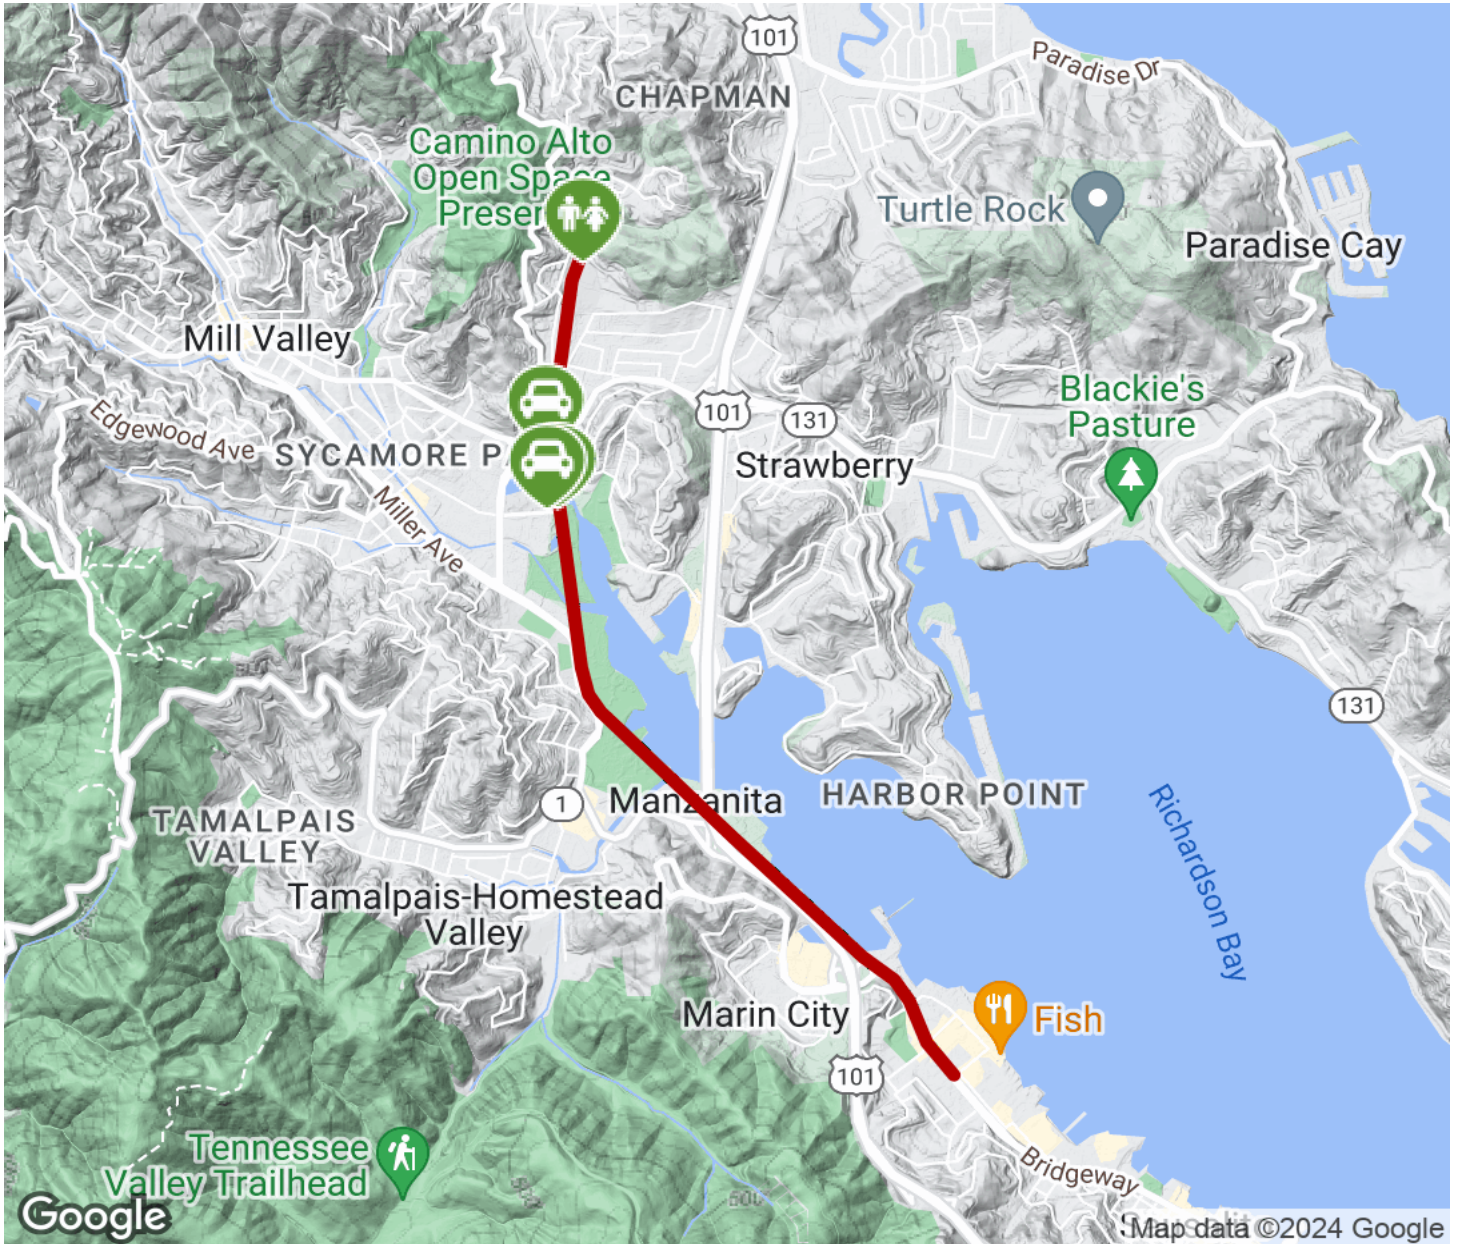 101
Paradise Dr
CHAPMAN
Camino Alto
Open Space
Preser
Turtle Rock
Paradise Cay
Mill Valley
Blackie's
Pasture
101
131
Edgewood Ave
SYCAMORE P
Strawberry
Miller Ave
131
Manzanita
1
HARBOR POINT
TAMALPAIS
VALLEY
Richardson Bay
Tamalpais-Homestead
Valley
Marin City
Fish
101
Tennessee
Valley Trailhead
Bridgeway
Google
Map data ©2024 Google